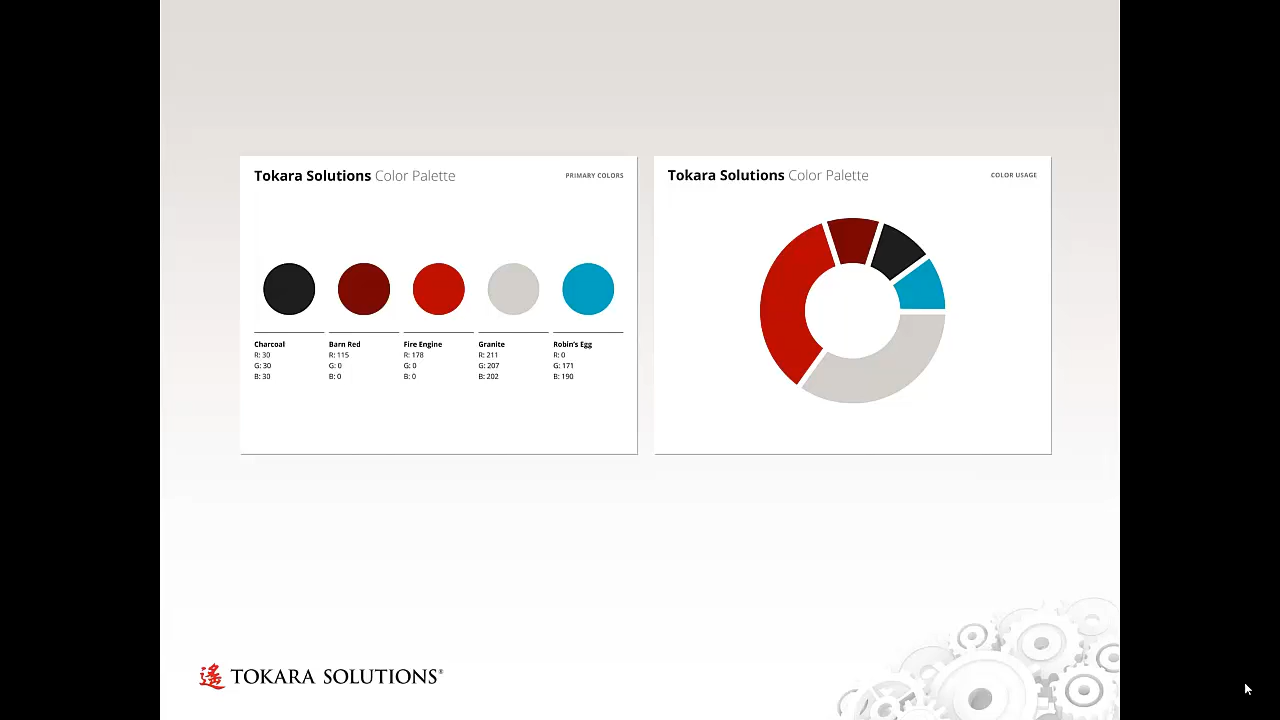 Tokara Solutions Color Palette
PRIMARY COLORS
Charcoal
R: 30
G: 30
B: 30
Barn Red
R: 115
G: 0
B: 0
Fire Engine
R: 178
G: 0
B: 0
Granite
R: 211
G: 207
B: 202
Robin's Egg
R: 0
G: 171
B: 190
Tokara Solutions Color Palette
COLOR USAGE
遙 TOKARA SOLUTIONS®